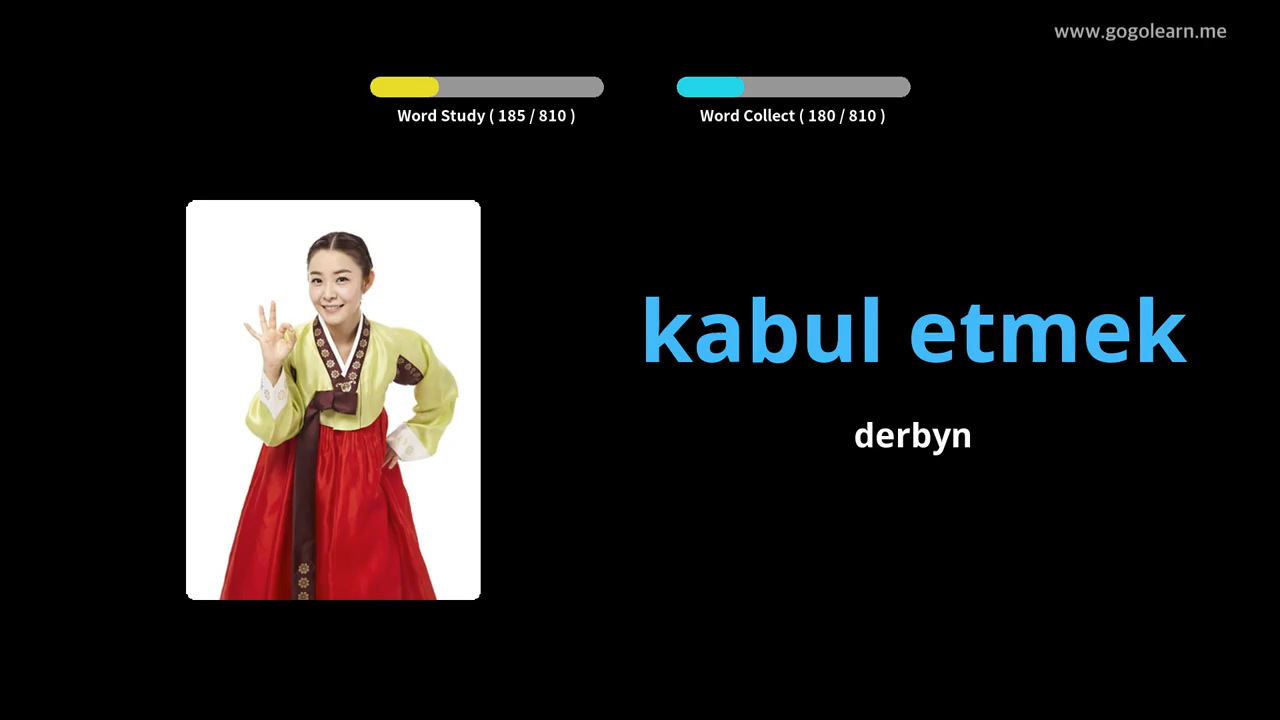 www.gogolearn.me
Word Study ( 185 / 810 )
Word Collect ( 180 / 810 )
kabul etmek
derbyn